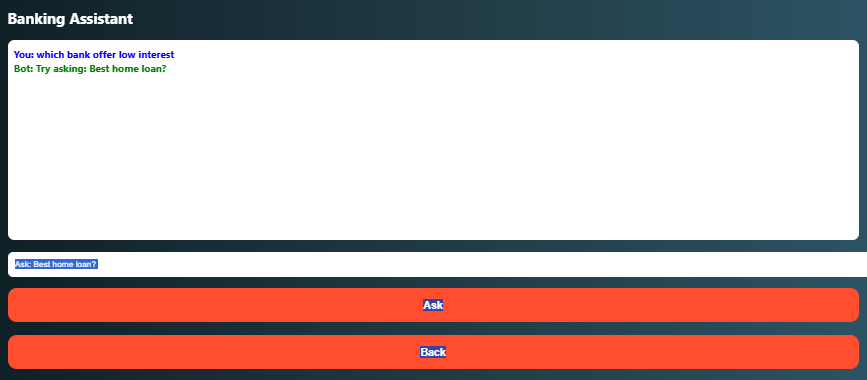 Banking Assistant
You: which bank offer low interest
Bot: Try asking: Best home loan?
Ask: Best home loan?
Ask
Back